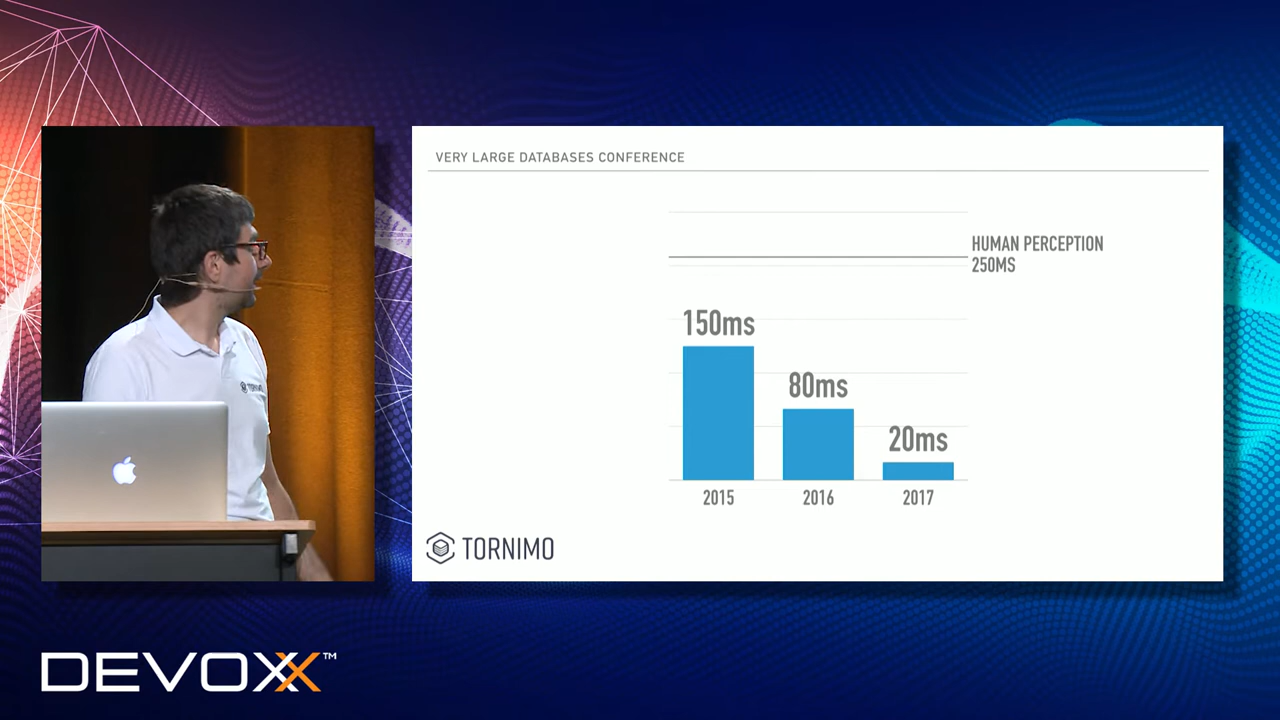 VERY LARGE DATABASES CONFERENCE
HUMAN PERCEPTION
250MS
150ms
80ms
20ms
2015
2016
2017
TORNIMO
DEVOXX™